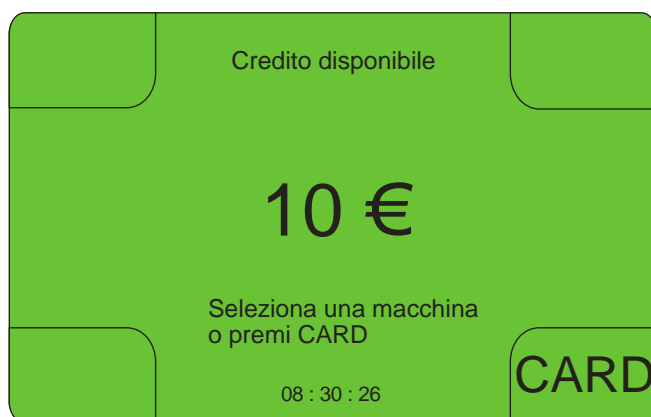 Credito disponibile
10 €
Seleziona una macchina
o premi CARD
CARD
08 : 30 : 26